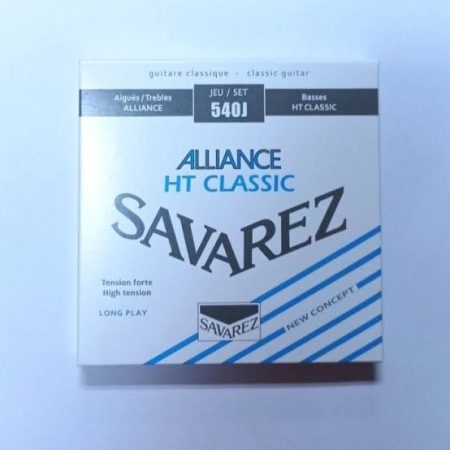 guitare classique - classic guitar
Aiguës/Trebles
ALLIANCE
JEU / SET
540J
Basses
HT CLASSIC
ALLIANCE
HT CLASSIC
SAVAREZ
Tension forte
High tension
LONG PLAY
SAVAREZ
NEW CONCEPT